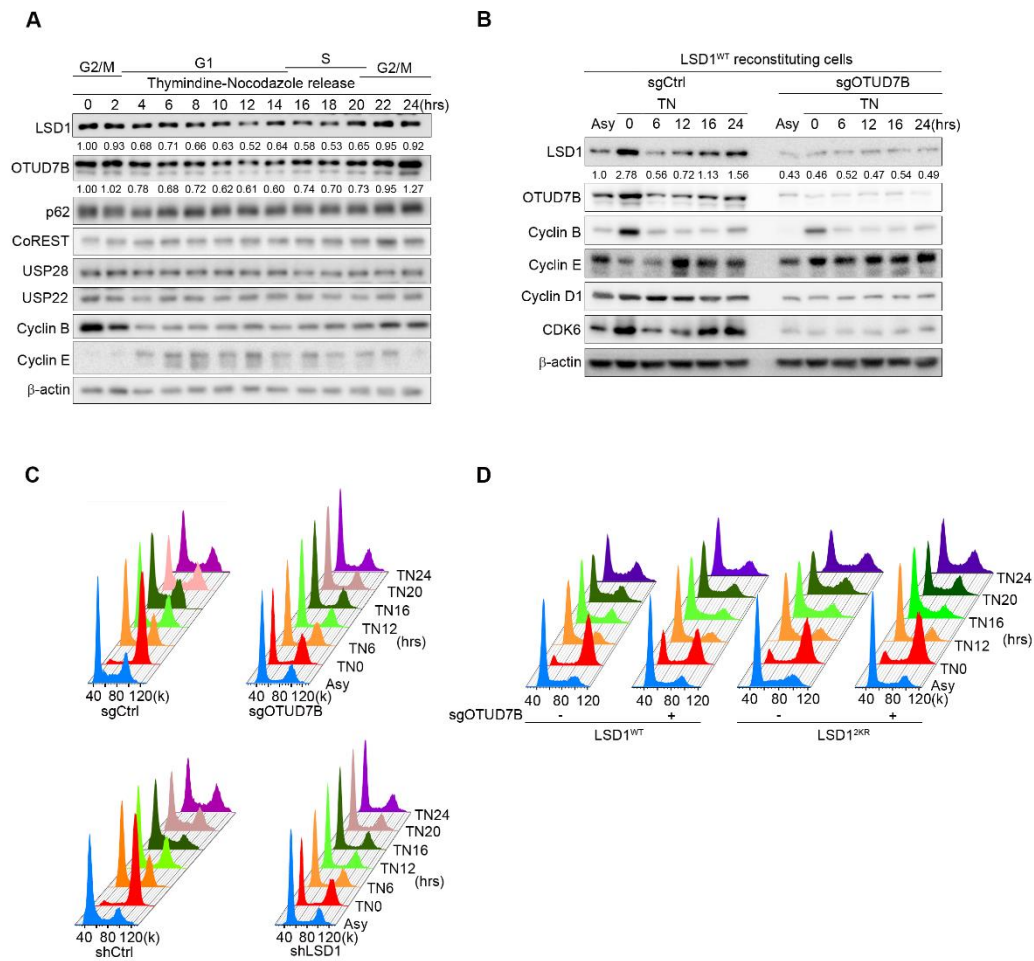 A
G2/M G1 S G2/M
Thymindine-Nocodazole release
0 2 4 6 8 10 12 14 16 18 20 22 24(hrs)
LSD1
1.00 0.93 0.68 0.71 0.66 0.63 0.52 0.64 0.58 0.53 0.65 0.95 0.92
OTUD7B
1.00 1.02 0.78 0.68 0.72 0.62 0.61 0.60 0.74 0.70 0.73 0.95 1.27
p62
CoREST
USP28
USP22
Cyclin B
Cyclin E
β-actin
B
LSD1WT reconstituting cells
sgCtrl sgOTUD7B
TN TN
Asy 0 6 12 16 24 Asy 0 6 12 16 24(hrs)
LSD1
1.0 2.78 0.56 0.72 1.13 1.56 0.43 0.46 0.52 0.47 0.54 0.49
OTUD7B
Cyclin B
Cyclin E
Cyclin D1
CDK6
β-actin
C
TN24
TN20
TN16
TN12
(hrs)
TN6
TN0
Asy
40 80 120(k) 40 80 120(k)
sgCtrl sgOTUD7B
TN24
TN20
TN16
TN12
(hrs)
TN6
TN0
Asy
40 80 120(k) 40 80 120(k)
shCtrl shLSD1
D
TN24
TN20
TN16
(hrs)
TN12
TN0
Asy
40 80 120 40 80 120 40 80 120 40 80 120(k)
sgOTUD7B - + - +
LSD1WT LSD12KR